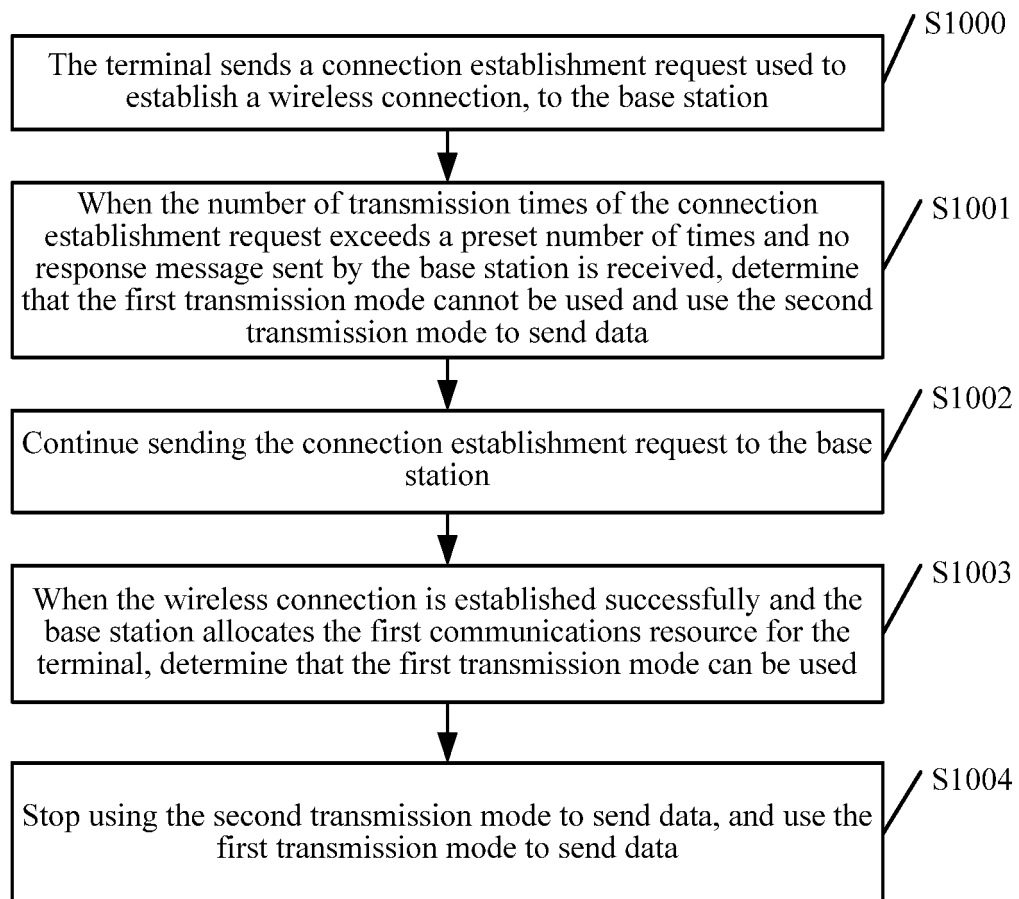 S1000
The terminal sends a connection establishment request used to
establish a wireless connection, to the base station
S1001
When the number of transmission times of the connection
establishment request exceeds a preset number of times and no
response message sent by the base station is received, determine
that the first transmission mode cannot be used and use the second
transmission mode to send data
S1002
Continue sending the connection establishment request to the base
station
S1003
When the wireless connection is established successfully and the
base station allocates the first communications resource for the
terminal, determine that the first transmission mode can be used
S1004
Stop using the second transmission mode to send data, and use the
first transmission mode to send data